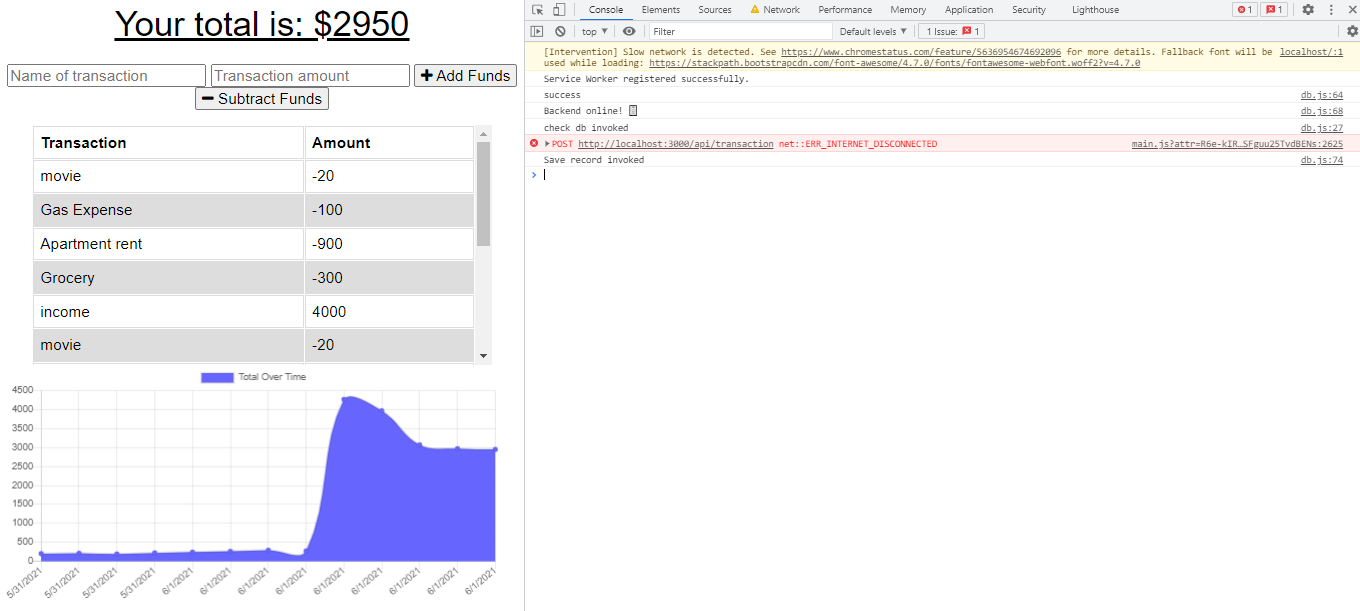 Your total is: $2950
Name of transaction Transaction amount Add Funds
Subtract Funds
Transaction Amount
movie -20
Gas Expense -100
Apartment rent -900
Grocery -300
income 4000
movie -20
Total Over Time
4500
4000
3500
3000
2500
2000
1500
1000
500
0
5/31/2021 5/31/2021 5/31/2021 5/31/2021 6/1/2021 6/1/2021 6/1/2021 6/1/2021 6/1/2021 6/1/2021 6/1/2021 6/1/2021 6/1/2021
Console Elements Sources Network Performance Memory Application Security Lighthouse 1 1
top ▼ Filter Default levels ▼ 1 Issue: 1
[Intervention] Slow network is detected. See https://www.chromestatus.com/feature/5636954674692096 for more details. Fallback font will be localhost/:1
used while loading: https://stackpath.bootstrapcdn.com/font-awesome/4.7.0/fonts/fontawesome-webfont.woff2?v=4.7.0
Service Worker registered successfully.
success db.js:64
Backend online! db.js:68
check db invoked db.js:27
POST http://localhost:3000/api/transaction net::ERR_INTERNET_DISCONNECTED main.js?attr=R6e-kIR…SFguu25TvdBENs:2625
Save record invoked db.js:74